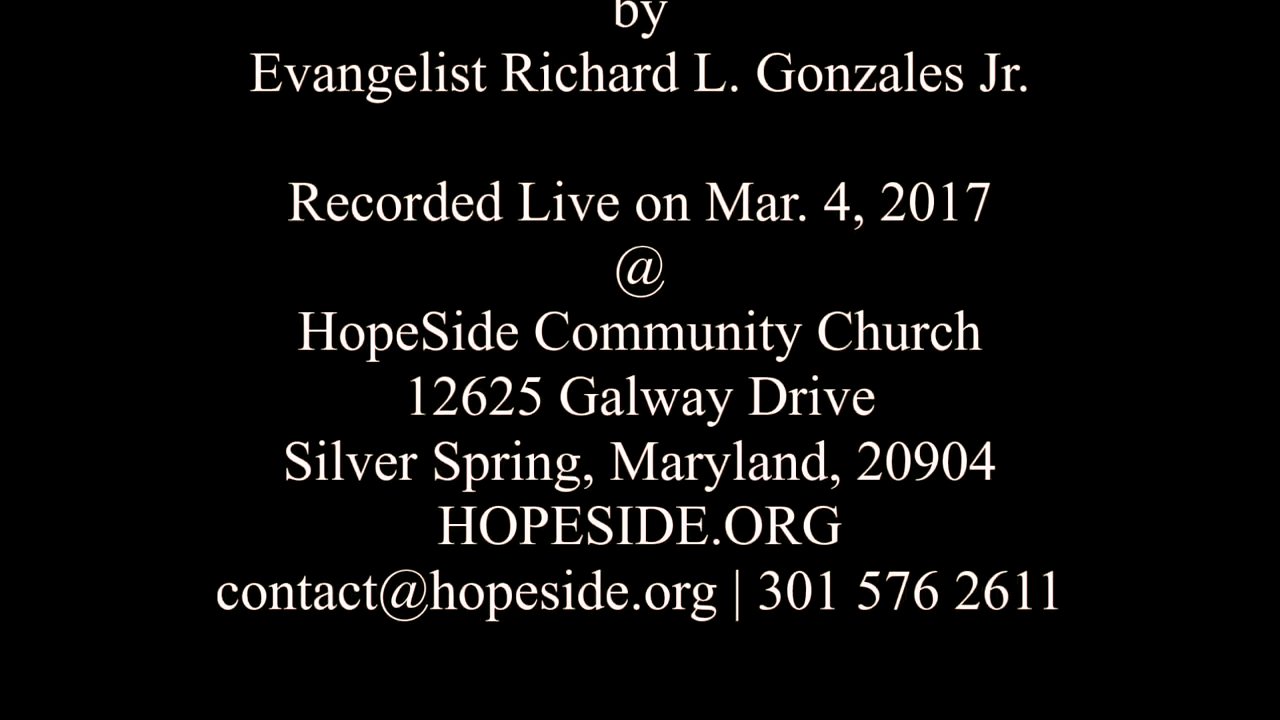 by
Evangelist Richard L. Gonzales Jr.
Recorded Live on Mar. 4, 2017
@
HopeSide Community Church
12625 Galway Drive
Silver Spring, Maryland, 20904
HOPESIDE.ORG
contact@hopeside.org | 301 576 2611